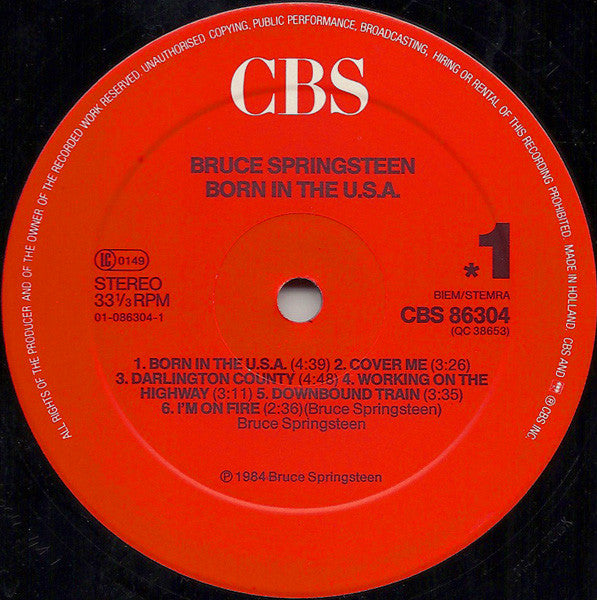 ALL RIGHTS OF THE PRODUCER AND OF THE OWNER OF THE RECORDED WORK RESERVED. UNAUTHORISED COPYING, PUBLIC PERFORMANCE, BROADCASTING, HIRING OR RENTAL OF THIS RECORDING PROHIBITED. MADE IN HOLLAND. CBS AND ℗ CBS INC.
CBS
BRUCE SPRINGSTEEN
BORN IN THE U.S.A.
LC 0149
STEREO
33 1/3 RPM
01-086304-1
*1
BIEM/STEMRA
CBS 86304
(QC 38653)
1. BORN IN THE U.S.A. (4:39) 2. COVER ME (3:26)
3. DARLINGTON COUNTY (4:48) 4. WORKING ON THE
HIGHWAY (3:11) 5. DOWNBOUND TRAIN (3:35)
6. I'M ON FIRE (2:36)(Bruce Springsteen)
Bruce Springsteen
℗ 1984 Bruce Springsteen